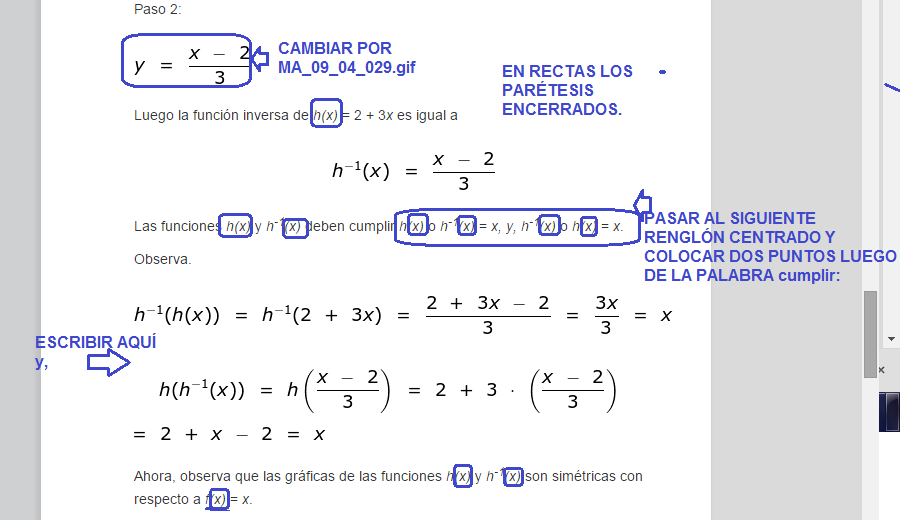 Paso 2:
y = (x − 2)/3
CAMBIAR POR
MA_09_04_029.gif
EN RECTAS LOS
PARÉTESIS
ENCERRADOS.
Luego la función inversa de h(x) = 2 + 3x es igual a
h⁻¹(x) = (x − 2)/3
Las funciones h(x) y h⁻¹(x) deben cumplir h(x) o h⁻¹(x) = x, y, h⁻¹(x) o h(x) = x.
PASAR AL SIGUIENTE
RENGLÓN CENTRADO Y
COLOCAR DOS PUNTOS LUEGO
DE LA PALABRA cumplir:
Observa.
h⁻¹(h(x)) = h⁻¹(2 + 3x) = (2 + 3x − 2)/3 = 3x/3 = x
ESCRIBIR AQUÍ
y,
h(h⁻¹(x)) = h((x − 2)/3) = 2 + 3 · ((x − 2)/3)
= 2 + x − 2 = x
Ahora, observa que las gráficas de las funciones h(x) y h⁻¹(x) son simétricas con
respecto a f(x) = x.